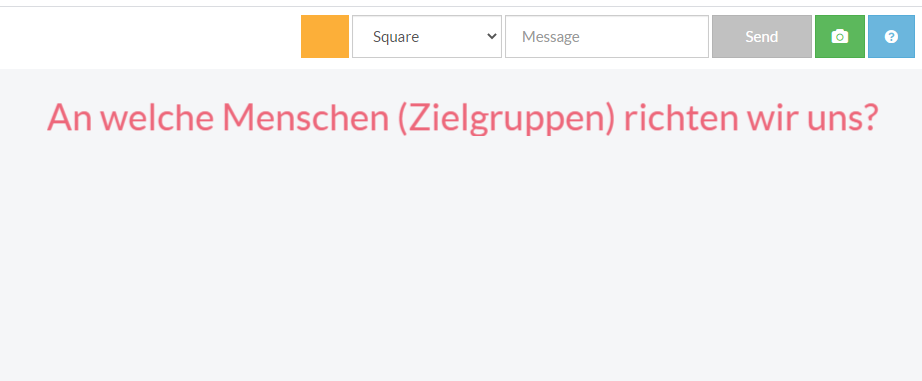 Square Message Send
An welche Menschen (Zielgruppen) richten wir uns?